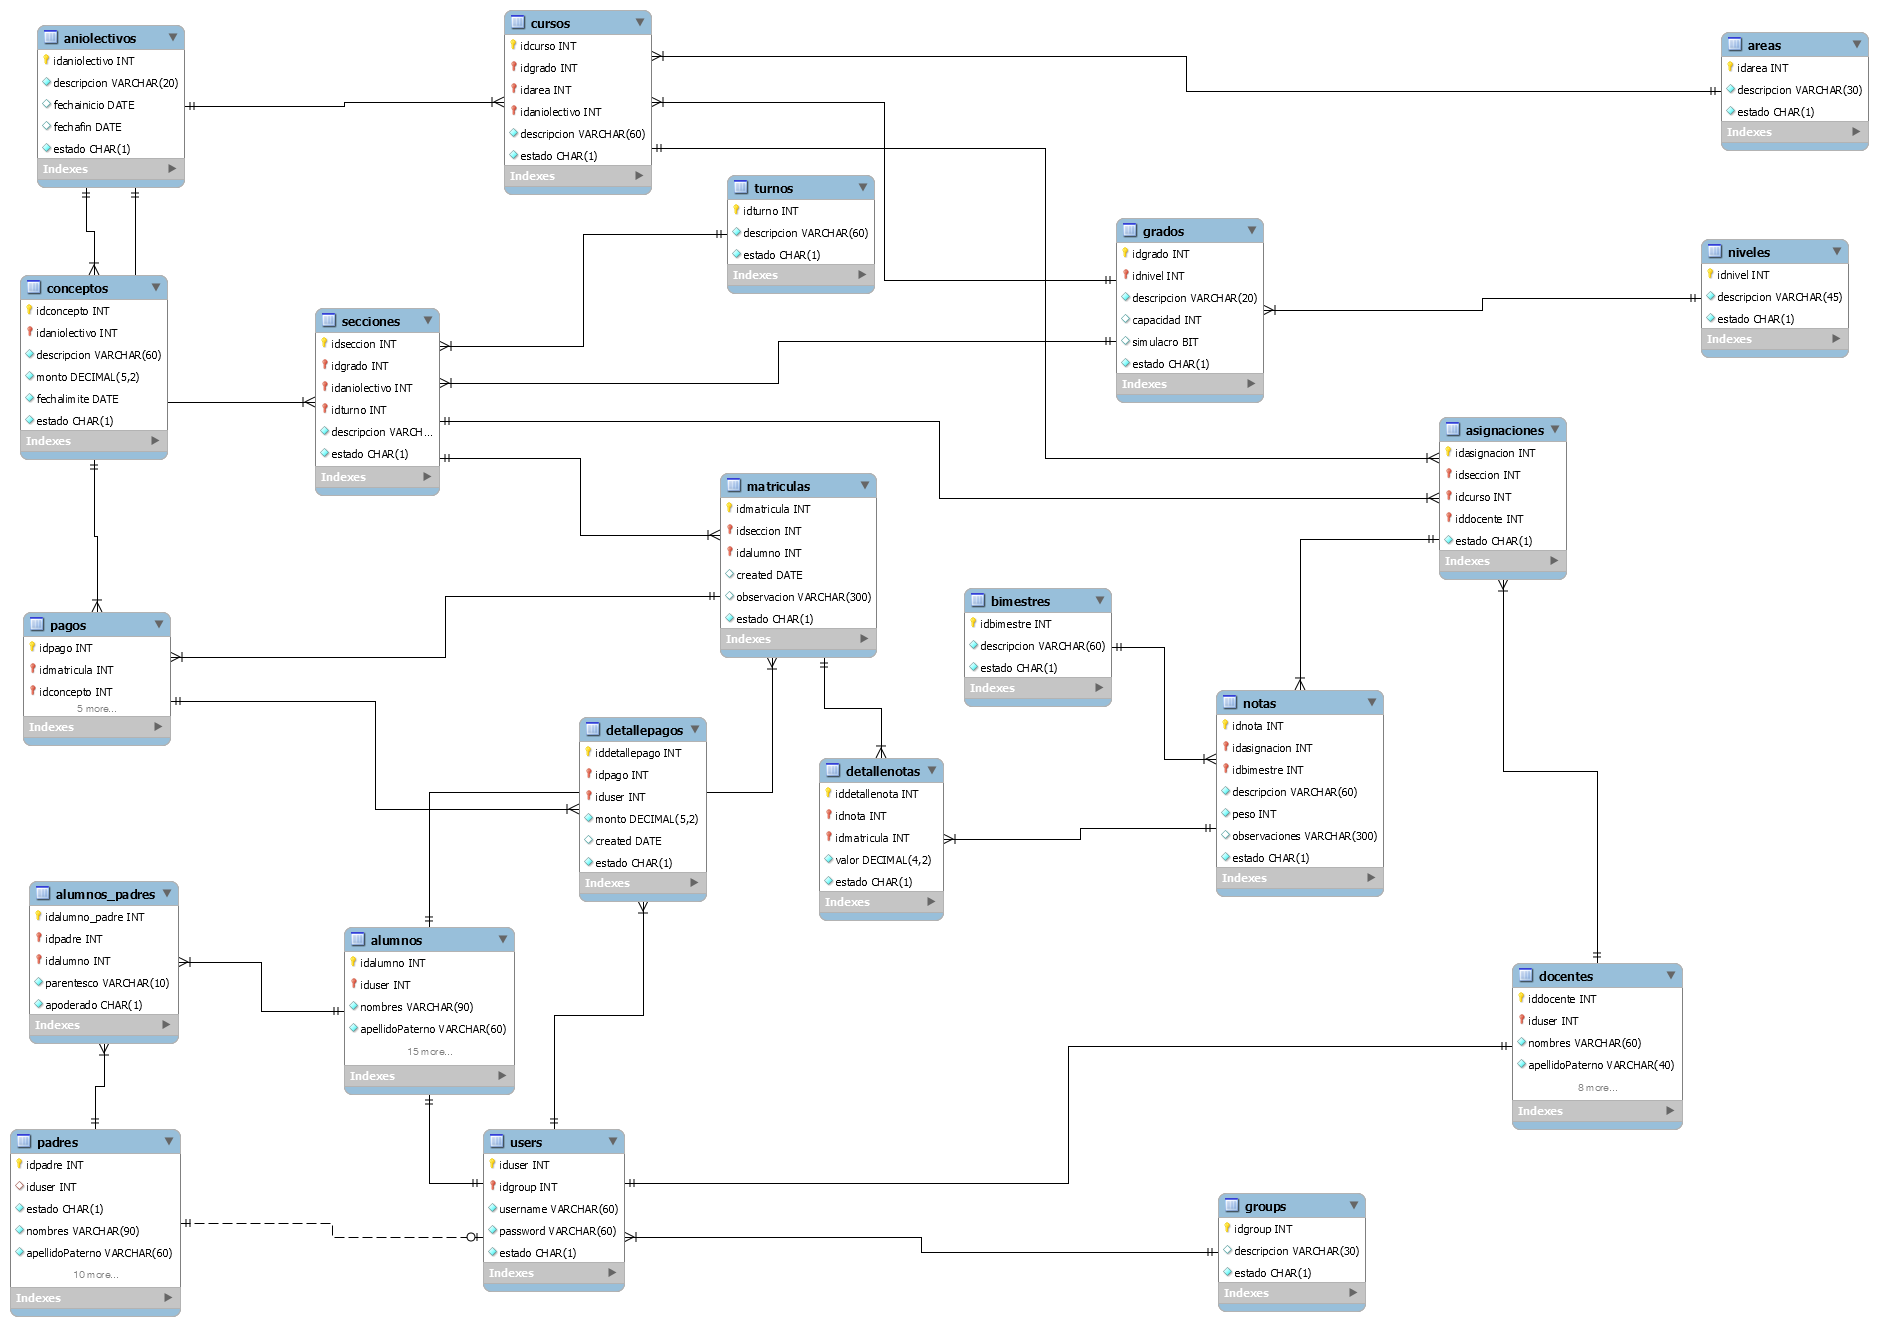 aniolectivos
idaniolectivo INT
descripcion VARCHAR(20)
fechainicio DATE
fechafin DATE
estado CHAR(1)
Indexes
cursos
idcurso INT
idgrado INT
idarea INT
idaniolectivo INT
descripcion VARCHAR(60)
estado CHAR(1)
Indexes
areas
idarea INT
descripcion VARCHAR(30)
estado CHAR(1)
Indexes
turnos
idturno INT
descripcion VARCHAR(60)
estado CHAR(1)
Indexes
grados
idgrado INT
idnivel INT
descripcion VARCHAR(20)
capacidad INT
simulacro BIT
estado CHAR(1)
Indexes
niveles
idnivel INT
descripcion VARCHAR(45)
estado CHAR(1)
Indexes
conceptos
idconcepto INT
idaniolectivo INT
descripcion VARCHAR(60)
monto DECIMAL(5,2)
fechalimite DATE
estado CHAR(1)
Indexes
secciones
idseccion INT
idgrado INT
idaniolectivo INT
idturno INT
descripcion VARCH...
estado CHAR(1)
Indexes
asignaciones
idasignacion INT
idseccion INT
idcurso INT
iddocente INT
estado CHAR(1)
Indexes
matriculas
idmatricula INT
idseccion INT
idalumno INT
created DATE
observacion VARCHAR(300)
estado CHAR(1)
Indexes
bimestres
idbimestre INT
descripcion VARCHAR(60)
estado CHAR(1)
Indexes
pagos
idpago INT
idmatricula INT
idconcepto INT
5 more...
Indexes
notas
idnota INT
idasignacion INT
idbimestre INT
descripcion VARCHAR(60)
peso INT
observaciones VARCHAR(300)
estado CHAR(1)
Indexes
detallepagos
iddetallepago INT
idpago INT
iduser INT
monto DECIMAL(5,2)
created DATE
estado CHAR(1)
Indexes
detallenotas
iddetallenota INT
idnota INT
idmatricula INT
valor DECIMAL(4,2)
estado CHAR(1)
Indexes
alumnos_padres
idalumno_padre INT
idpadre INT
idalumno INT
parentesco VARCHAR(10)
apoderado CHAR(1)
Indexes
alumnos
idalumno INT
iduser INT
nombres VARCHAR(90)
apellidoPaterno VARCHAR(60)
15 more...
Indexes
docentes
iddocente INT
iduser INT
nombres VARCHAR(60)
apellidoPaterno VARCHAR(40)
8 more...
Indexes
padres
idpadre INT
iduser INT
estado CHAR(1)
nombres VARCHAR(90)
apellidoPaterno VARCHAR(60)
10 more...
Indexes
users
iduser INT
idgroup INT
username VARCHAR(60)
password VARCHAR(60)
estado CHAR(1)
Indexes
groups
idgroup INT
descripcion VARCHAR(30)
estado CHAR(1)
Indexes